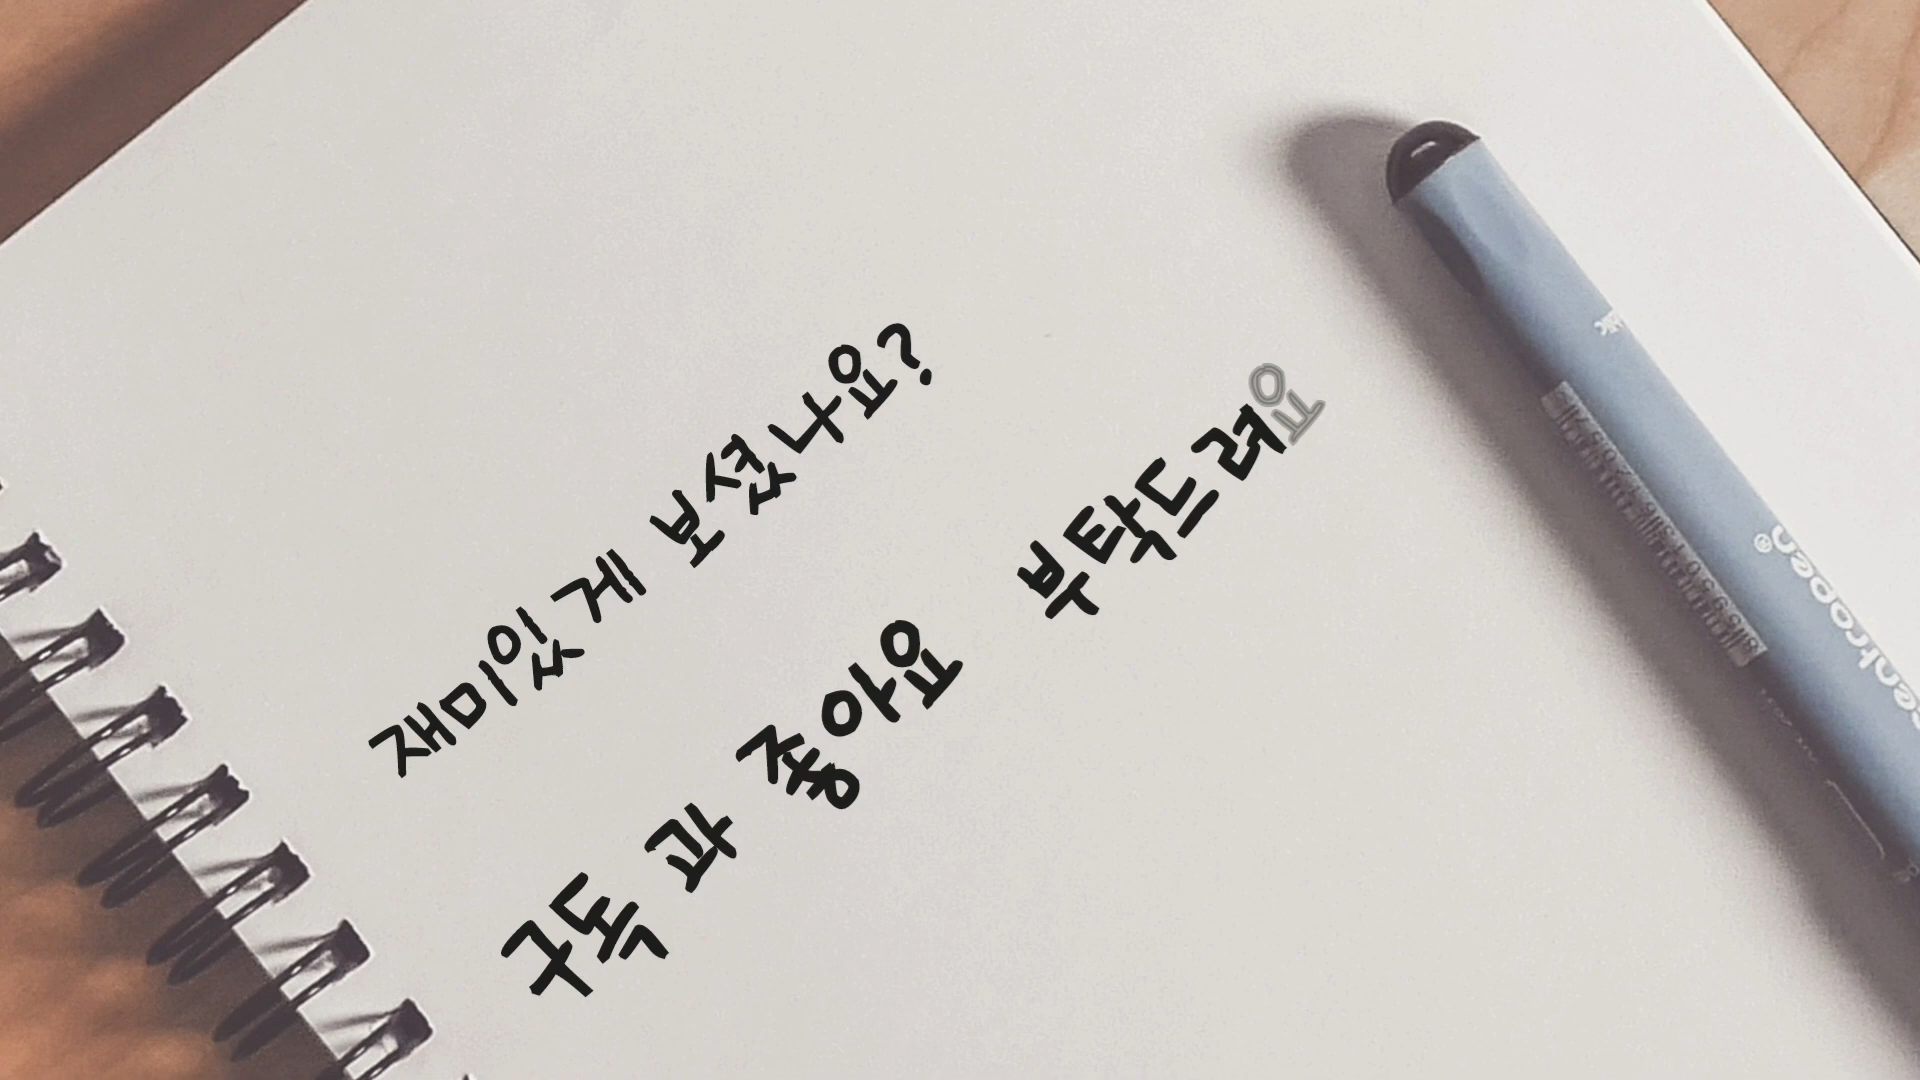 재미있게 보셨나요?
구독 과 좋아요 부탁드려요
centropen®